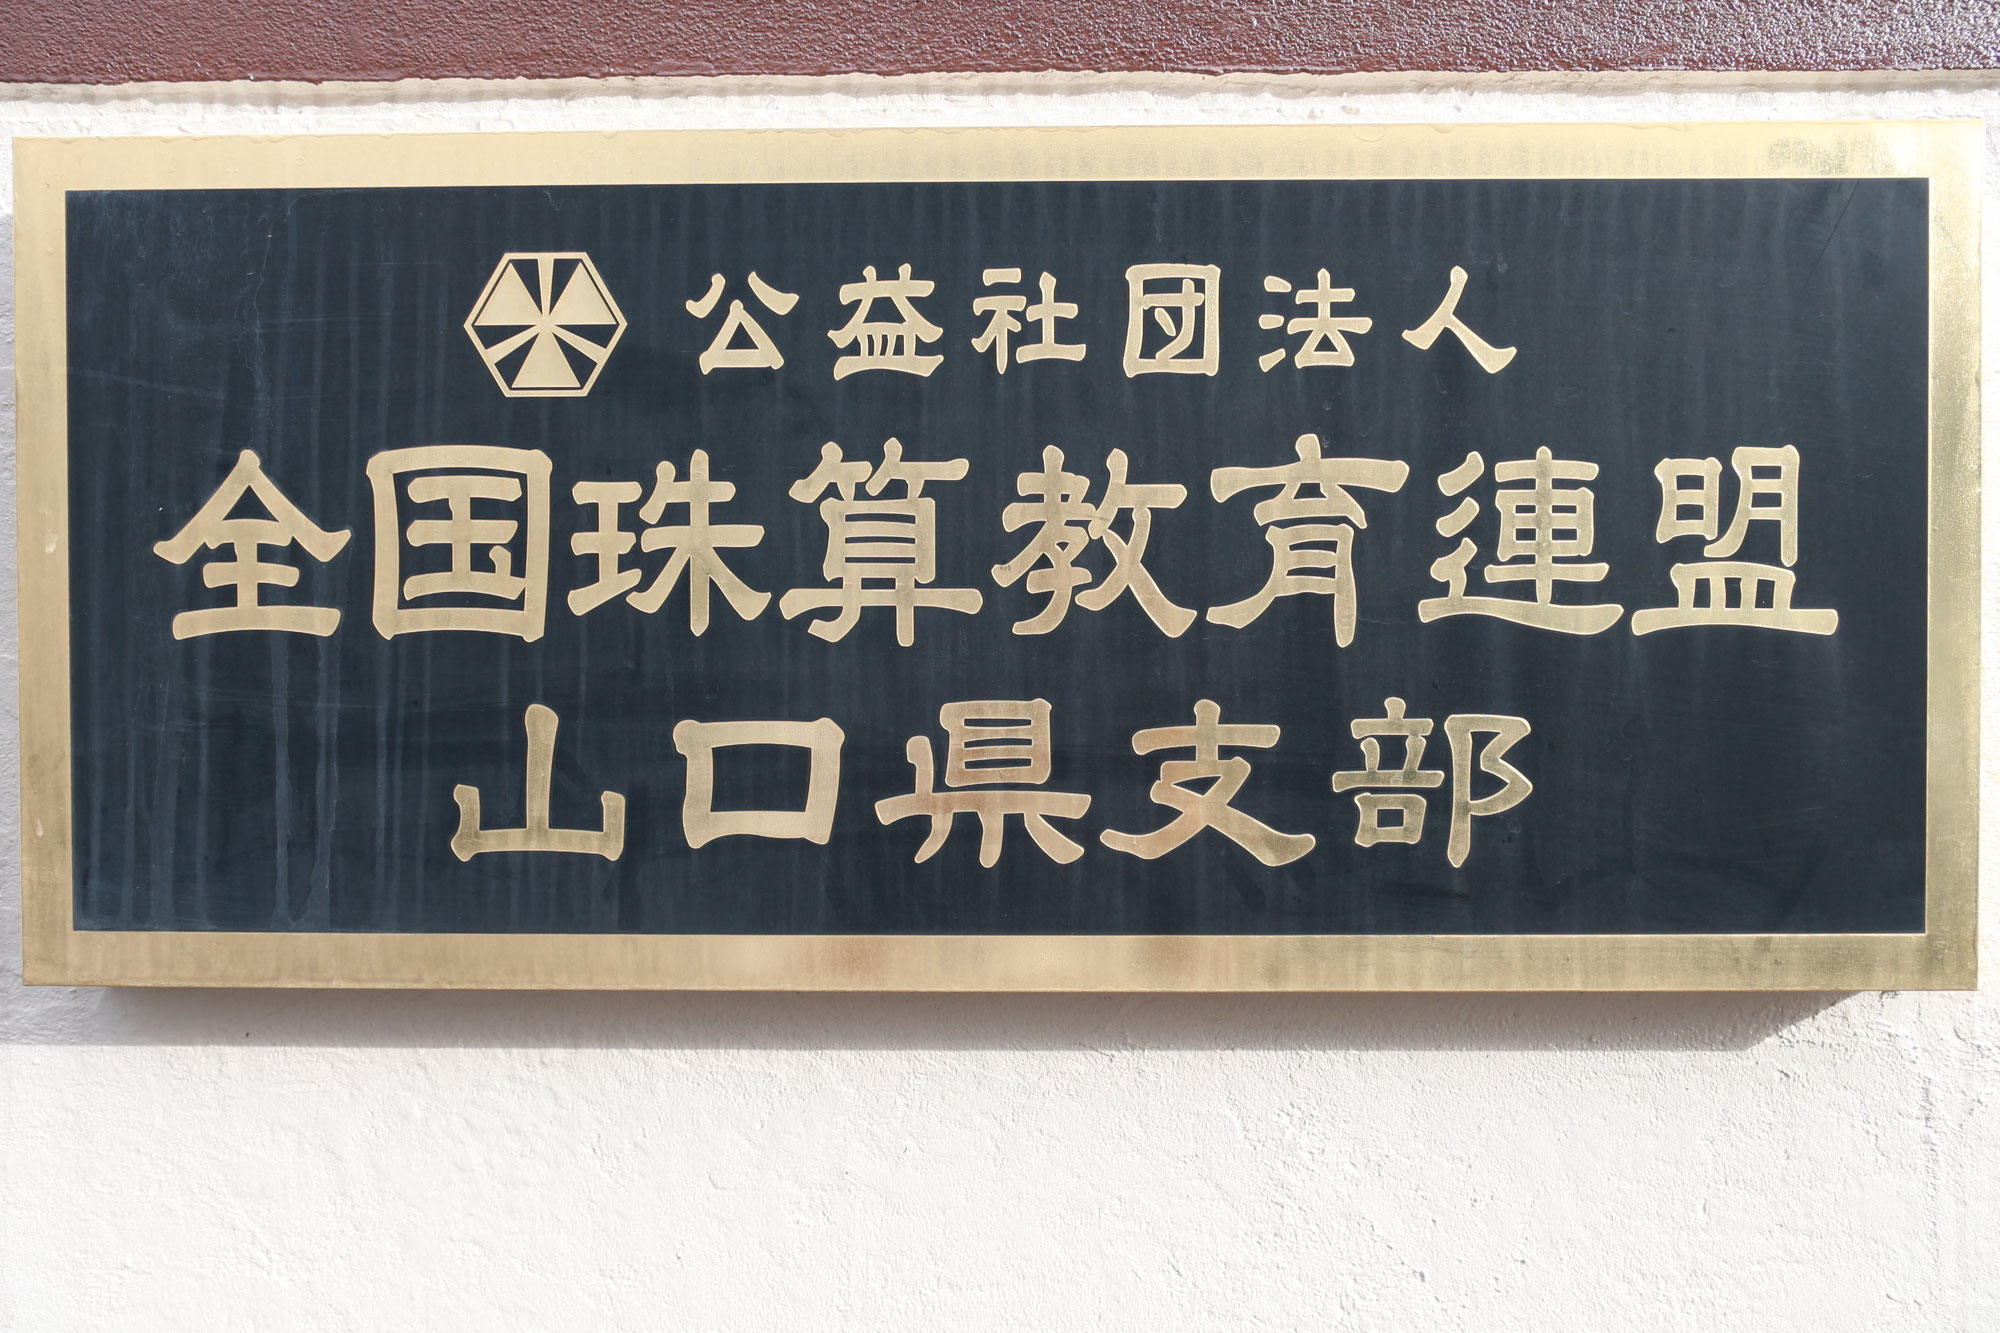 公益社団法人
全国珠算教育連盟
山口県支部